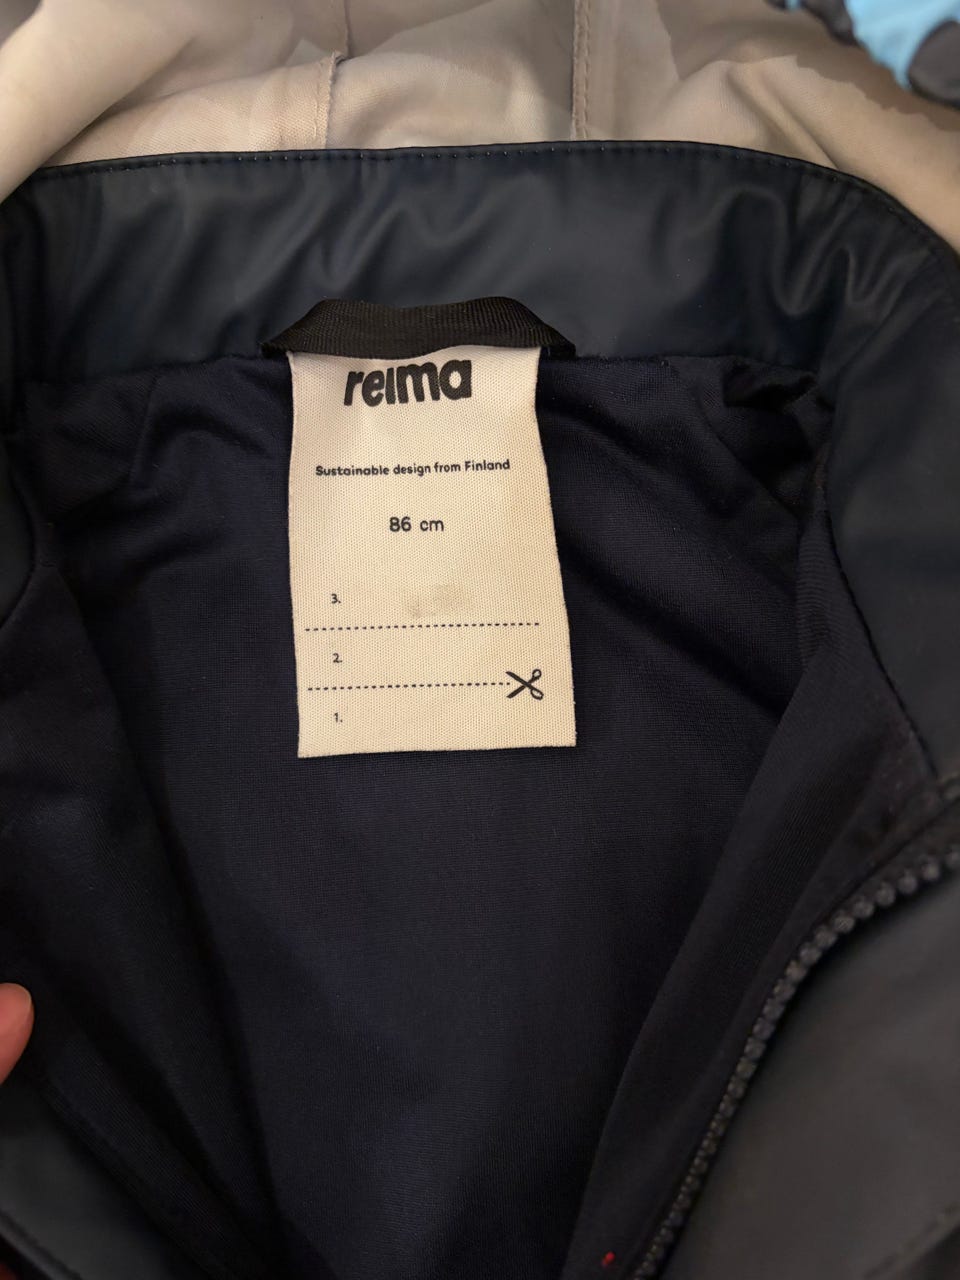 reima
Sustainable design from Finland
86 cm
3.
2.
1.